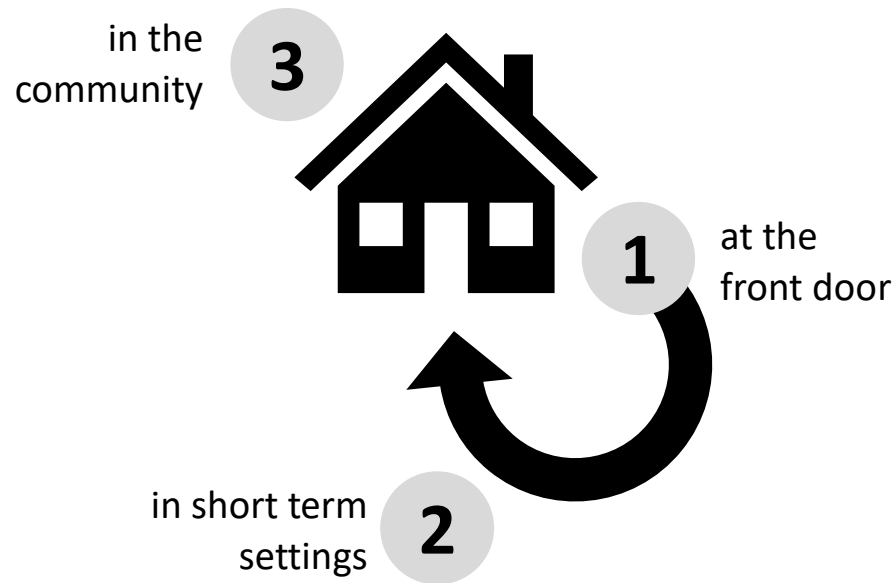 in the
community
3
1
at the
front door
in short term
settings
2